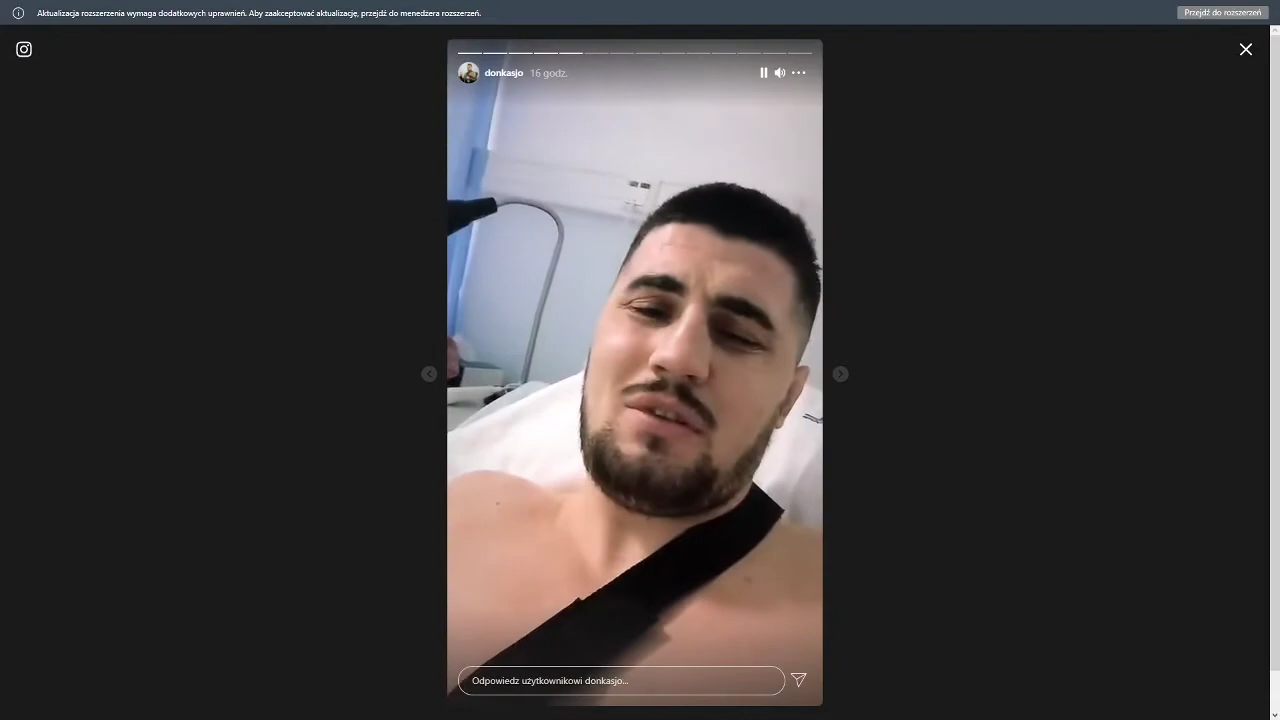 Aktualizacja rozszerzenia wymaga dodatkowych uprawnień. Aby zaakceptować aktualizację, przejdź do menedżera rozszerzeń.
Przejdź do rozszerzeń
donkasjo 16 godz.
Odpowiedz użytkownikowi donkasjo...